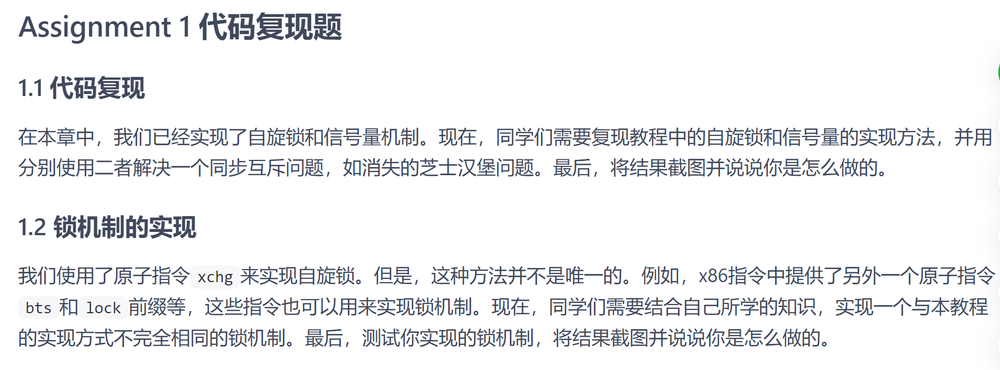 Assignment 1 代码复现题
1.1 代码复现
在本章中，我们已经实现了自旋锁和信号量机制。现在，同学们需要复现教程中的自旋锁和信号量的实现方法，并用
分别使用二者解决一个同步互斥问题，如消失的芝士汉堡问题。最后，将结果截图并说说你是怎么做的。
1.2 锁机制的实现
我们使用了原子指令xchg来实现自旋锁。但是，这种方法并不是唯一的。例如，x86指令中提供了另外一个原子指令
bts和lock前缀等，这些指令也可以用来实现锁机制。现在，同学们需要结合自己所学的知识，实现一个与本教程
的实现方式不完全相同的锁机制。最后，测试你实现的锁机制，将结果截图并说说你是怎么做的。